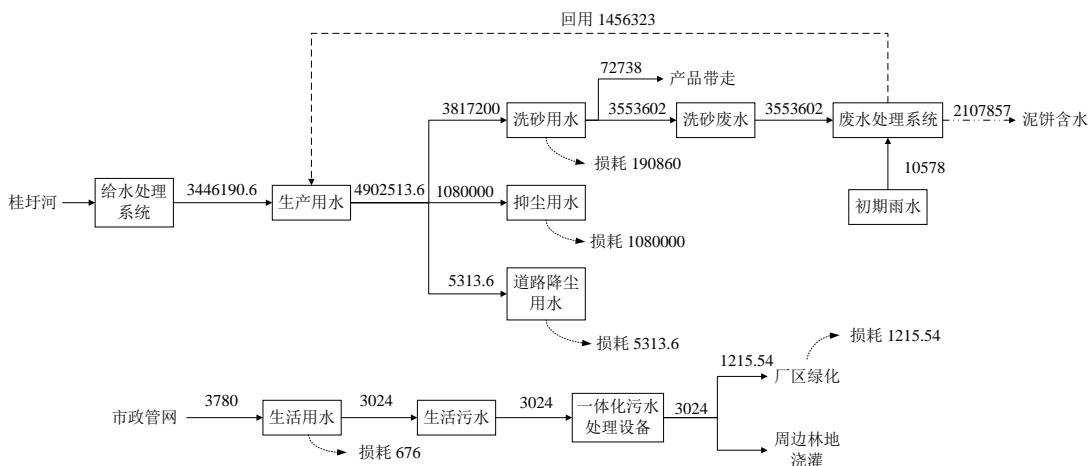 回用 1456323
72738
产品带走
3817200
洗砂用水
3553602
洗砂废水
3553602
废水处理系统
2107857
泥饼含水
损耗 190860
10578
初期雨水
桂圩河
给水处理
系统
3446190.6
生产用水
4902513.6
1080000
抑尘用水
损耗 1080000
5313.6
道路降尘
用水
损耗 5313.6
损耗 1215.54
1215.54
厂区绿化
市政管网
3780
生活用水
3024
生活污水
3024
一体化污水
处理设备
3024
损耗 676
周边林地
浇灌